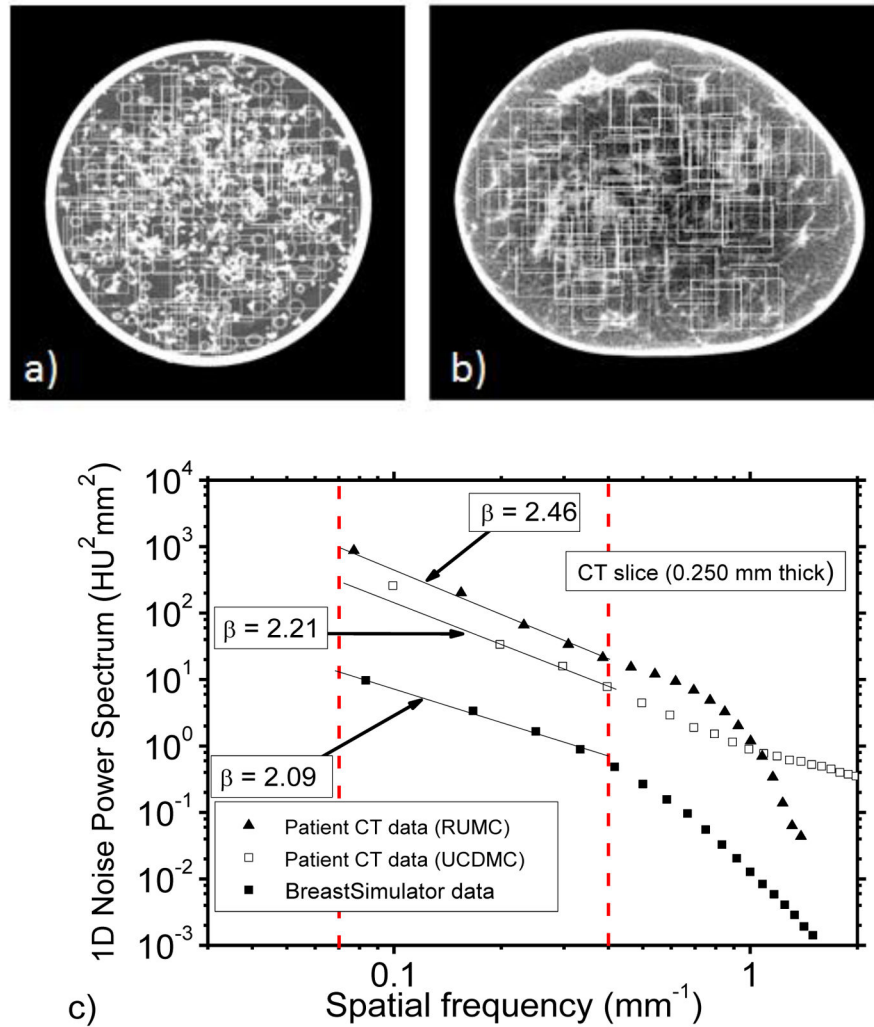 a)
b)
1D Noise Power Spectrum (HU²mm²)
10⁴
10³
10²
10¹
10⁰
10⁻¹
10⁻²
10⁻³
β = 2.46
CT slice (0.250 mm thick)
β = 2.21
β = 2.09
Patient CT data (RUMC)
Patient CT data (UCDMC)
BreastSimulator data
0.1
1
c)
Spatial frequency (mm⁻¹)